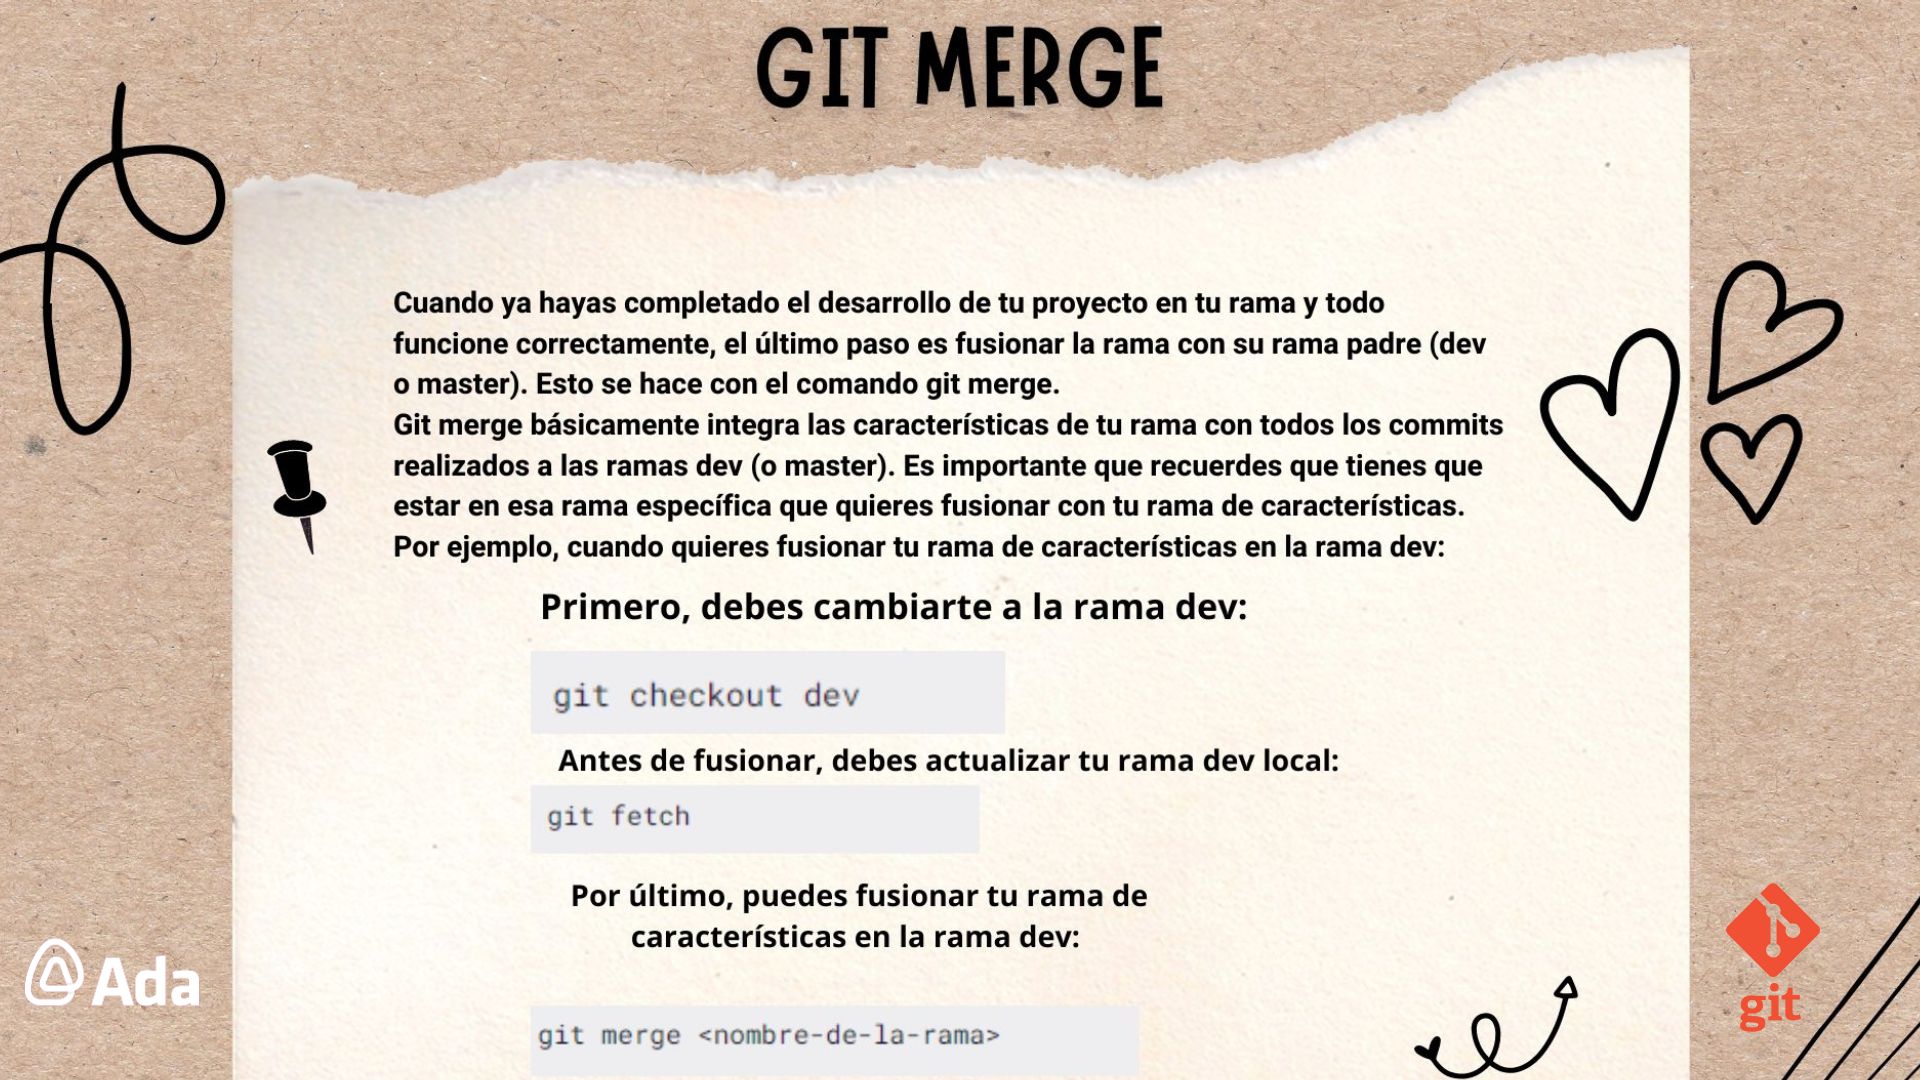 GIT MERGE
Cuando ya hayas completado el desarrollo de tu proyecto en tu rama y todo
funcione correctamente, el último paso es fusionar la rama con su rama padre (dev
o master). Esto se hace con el comando git merge.
Git merge básicamente integra las características de tu rama con todos los commits
realizados a las ramas dev (o master). Es importante que recuerdes que tienes que
estar en esa rama específica que quieres fusionar con tu rama de características.
Por ejemplo, cuando quieres fusionar tu rama de características en la rama dev:
Primero, debes cambiarte a la rama dev:
git checkout dev
Antes de fusionar, debes actualizar tu rama dev local:
git fetch
Por último, puedes fusionar tu rama de
características en la rama dev:
git merge <nombre-de-la-rama>
Ada
git